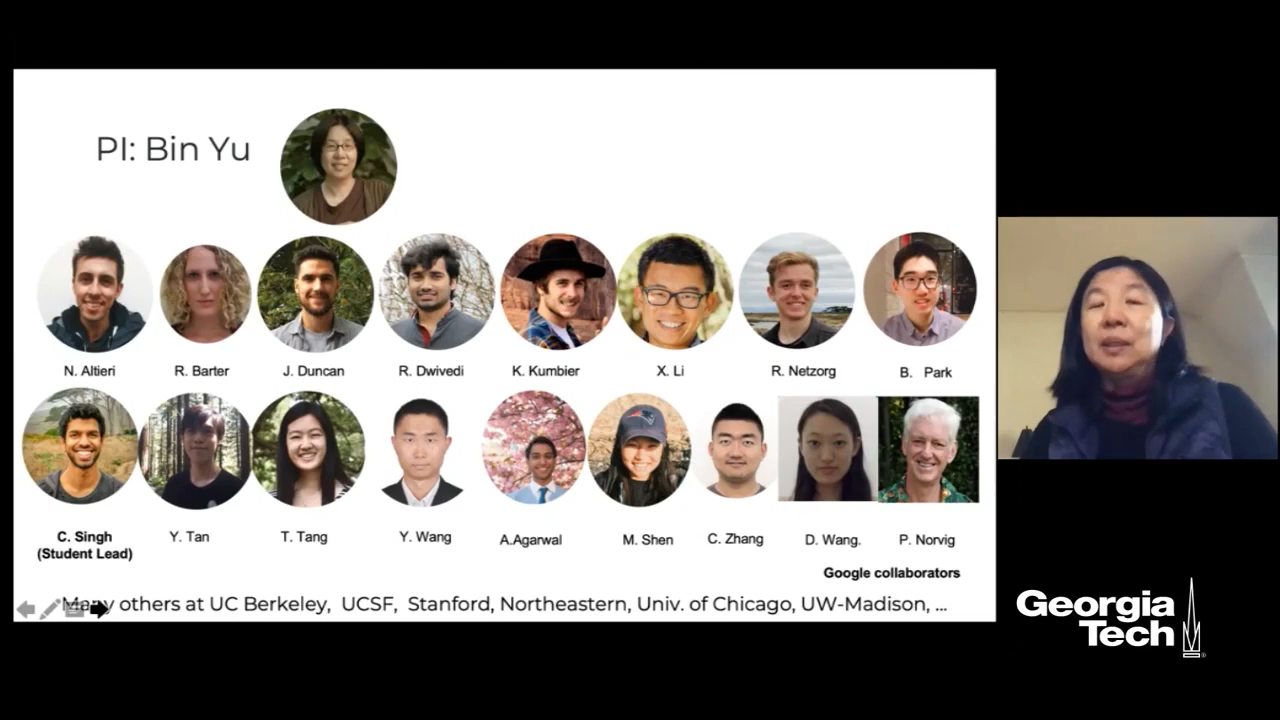 PI: Bin Yu
N. Altieri R. Barter J. Duncan R. Dwivedi K. Kumbier X. Li R. Netzorg B. Park
C. Singh Y. Tan T. Tang Y. Wang A.Agarwal M. Shen C. Zhang D. Wang. P. Norvig
(Student Lead)
Google collaborators
Many others at UC Berkeley, UCSF, Stanford, Northeastern, Univ. of Chicago, UW-Madison, ...
Georgia
Tech